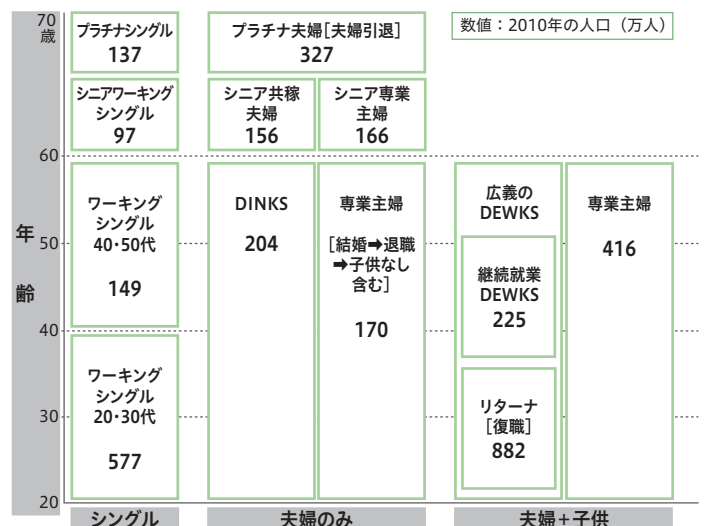 数値：2010年の人口（万人）
70
歳
60
50
40
30
20
年
齢
プラチナシングル
137
シニアワーキング
シングル
97
ワーキング
シングル
40・50代
149
ワーキング
シングル
20・30代
577
シングル
プラチナ夫婦［夫婦引退］
327
シニア共稼
夫婦
156
シニア専業
主婦
166
DINKS
204
専業主婦
［結婚➡退職
➡子供なし
含む］
170
夫婦のみ
広義の
DEWKS
継続就業
DEWKS
225
リターナ
［復職］
882
専業主婦
416
夫婦+子供